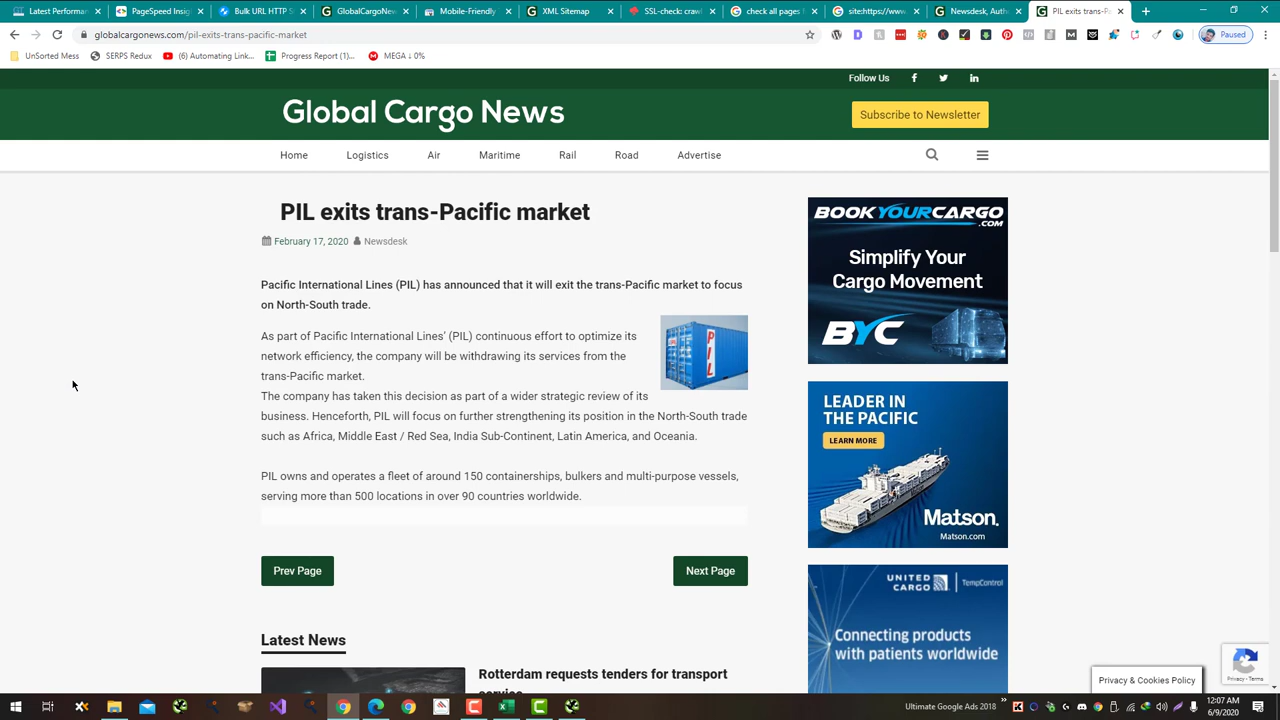 Latest perform
PageSpeed Insig
Bulk URL HTTP S
GlobalCargoNew
Mobile-Friendly
XML Sitemap
SSL-check: crawl
check all pages
site:https://ww
Newsdesk, Auth
PIL exits trans-P
globalcargonews.com/pil-exits-trans-pacific-market
Paused
UnSorted Mess
SERPS Redux
(6) Automating Link...
Progress Report (1)...
MEGA ↓ 0%
Follow Us
Global Cargo News
Subscribe to Newsletter
Home Logistics Air Maritime Rail Road Advertise
PIL exits trans-Pacific market
February 17, 2020 Newsdesk
Pacific International Lines (PIL) has announced that it will exit the trans-Pacific market to focus
on North-South trade.
As part of Pacific International Lines’ (PIL) continuous effort to optimize its
network efficiency, the company will be withdrawing its services from the
trans-Pacific market.
PIL
The company has taken this decision as part of a wider strategic review of its
business. Henceforth, PIL will focus on further strengthening its position in the North-South trade
such as Africa, Middle East / Red Sea, India Sub-Continent, Latin America, and Oceania.
PIL owns and operates a fleet of around 150 containerships, bulkers and multi-purpose vessels,
serving more than 500 locations in over 90 countries worldwide.
Prev Page
Next Page
Latest News
Rotterdam requests tenders for transport
service
BOOKYOURCARGO
.COM
Simplify Your
Cargo Movement
BYC
LEADER IN
THE PACIFIC
LEARN MORE
Matson.
Matson.com
UNITED
CARGO
TempControl
Connecting products
with patients worldwide
Privacy - Terms
Privacy & Cookies Policy
Ultimate Google Ads 2018
12:07 AM
6/9/2020